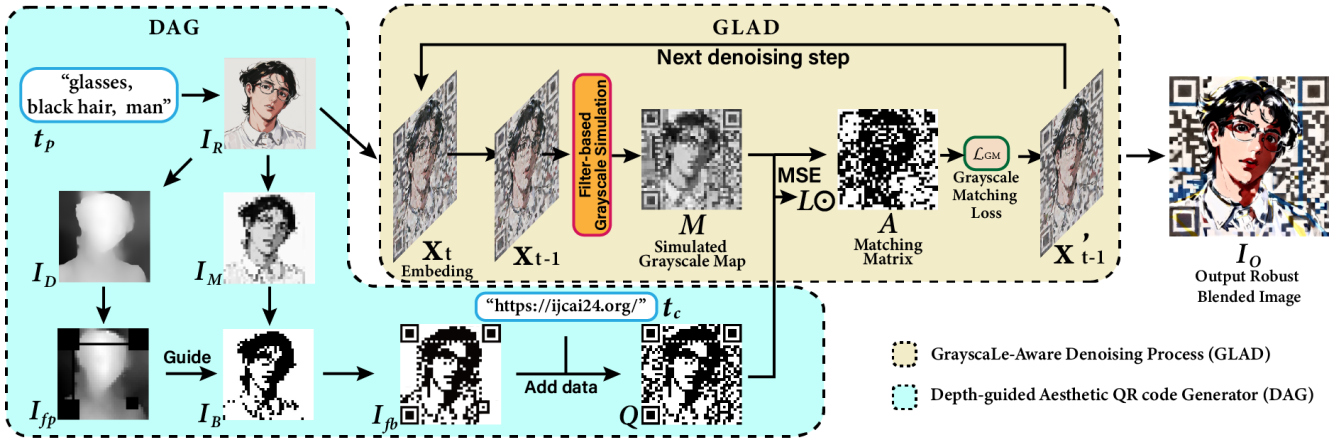 DAG
GLAD
Next denoising step
“glasses,
black hair, man”
t_p
I_R
I_D
I_M
I_fp
Guide
I_B
I_fb
“https://ijcai24.org/”
t_c
Add data
Q
X_t
Embeding
X_t-1
Filter-based
Grayscale Simulation
M
Simulated
Grayscale Map
MSE
L⊙
A
Matching
Matrix
ℒ_GM
Grayscale
Matching
Loss
X'_t-1
I_O
Output Robust
Blended Image
GrayscaLe-Aware Denoising Process (GLAD)
Depth-guided Aesthetic QR code Generator (DAG)